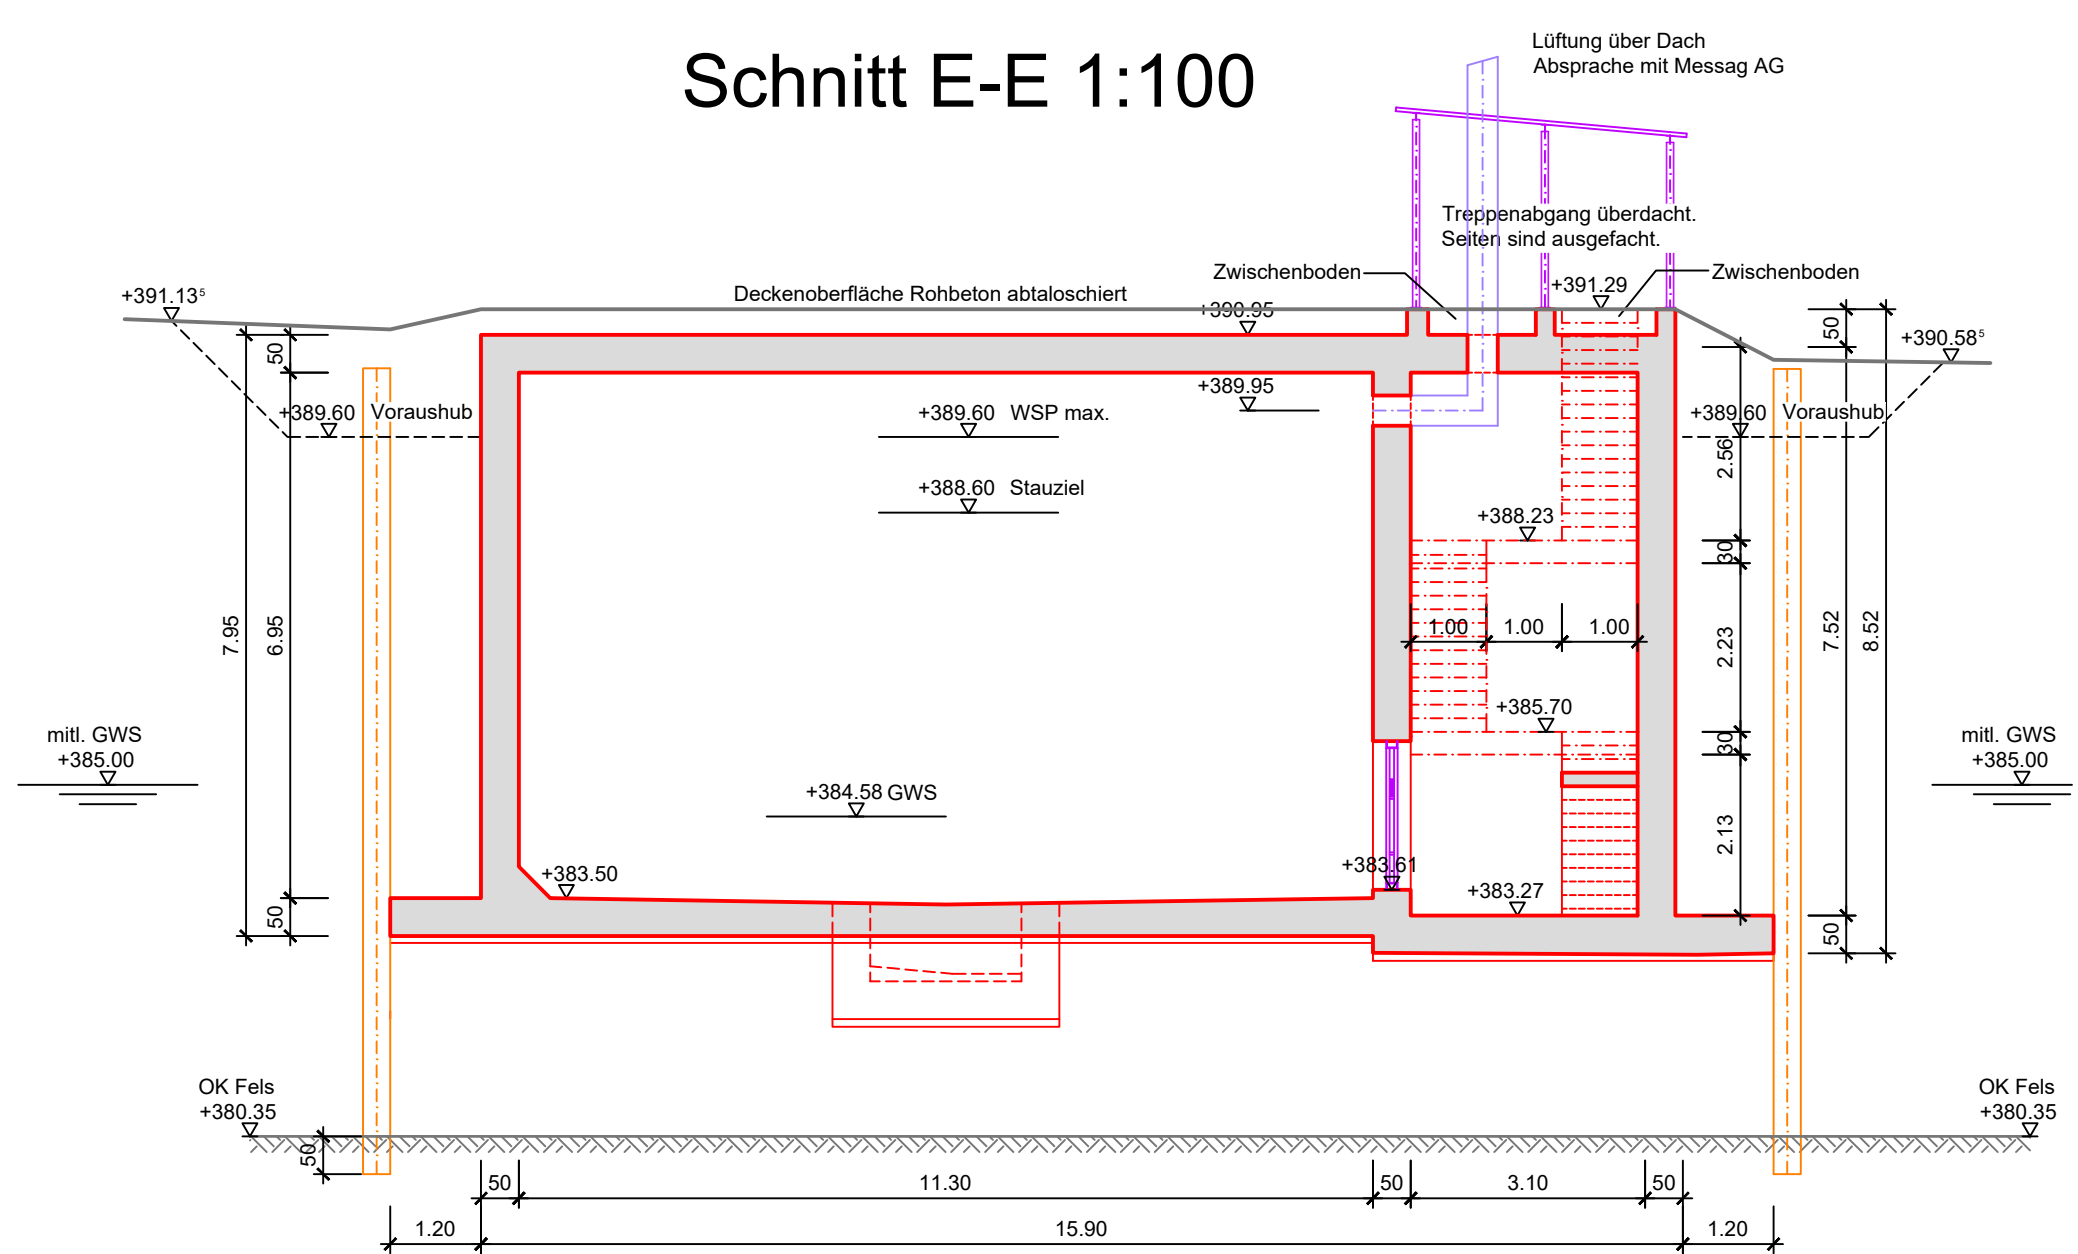 Schnitt E-E 1:100
Lüftung über Dach
Absprache mit Messag AG
Treppenabgang überdacht.
Seiten sind ausgefacht.
Zwischenboden
Zwischenboden
+391.13⁵
Deckenoberfläche Rohbeton abtaloschiert
+390.95
+391.29
+390.58⁵
50
50
+389.60 Voraushub
+389.60 WSP max.
+389.95
+389.60 Voraushub
2.56
+388.60 Stauziel
+388.23
30
7.95
6.95
1.00
1.00
1.00
2.23
7.52
8.52
+385.70
30
mitl. GWS
+385.00
mitl. GWS
+385.00
+384.58 GWS
2.13
+383.50
+383.61
+383.27
50
50
OK Fels
+380.35
OK Fels
+380.35
50
50
11.30
50
3.10
50
1.20
15.90
1.20